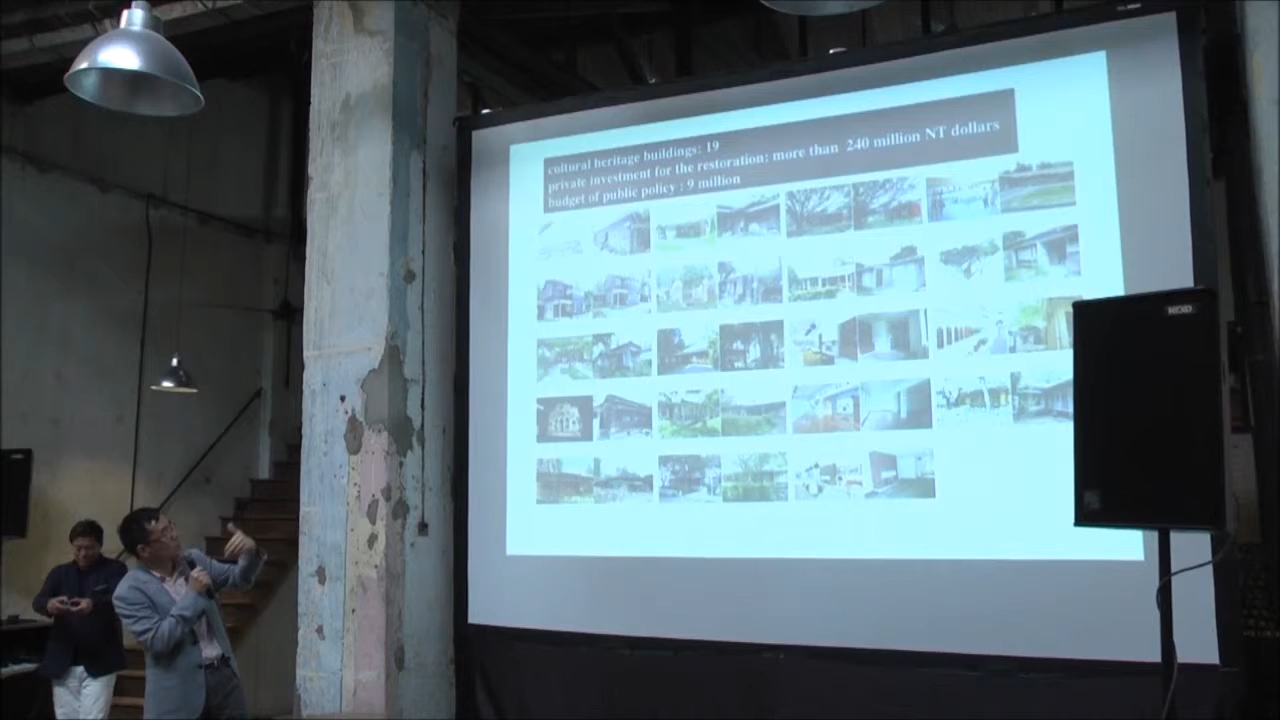 cultural heritage buildings: 19
private investment for the restoration: more than 240 million NT dollars
budget of public policy : 9 million